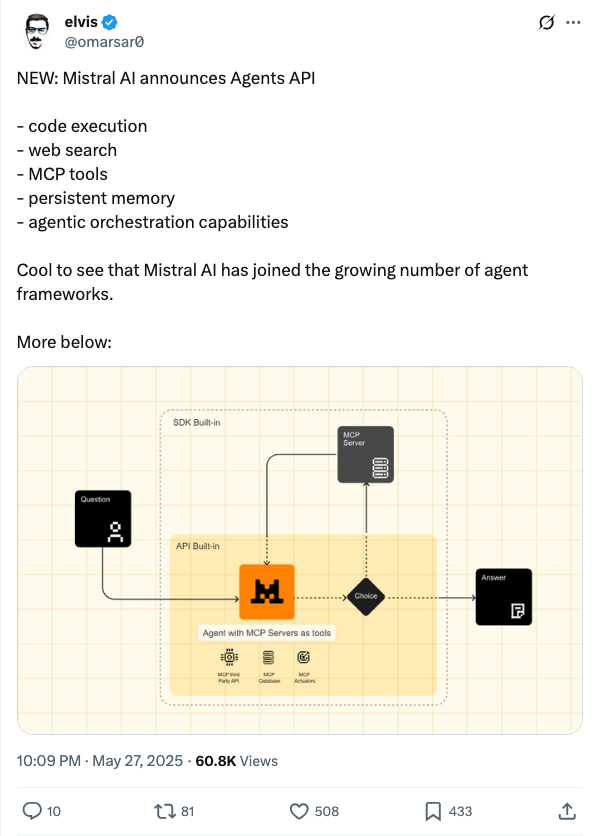 elvis
@omarsar0
NEW: Mistral AI announces Agents API
- code execution
- web search
- MCP tools
- persistent memory
- agentic orchestration capabilities
Cool to see that Mistral AI has joined the growing number of agent
frameworks.
More below:
SDK Built-in
MCP
Server
Question
API Built-in
Choice
Answer
Agent with MCP Servers as tools
MCP third
Party API
MCP
Database
MCP
Actuators
10:09 PM · May 27, 2025 · 60.8K Views
10
81
508
433